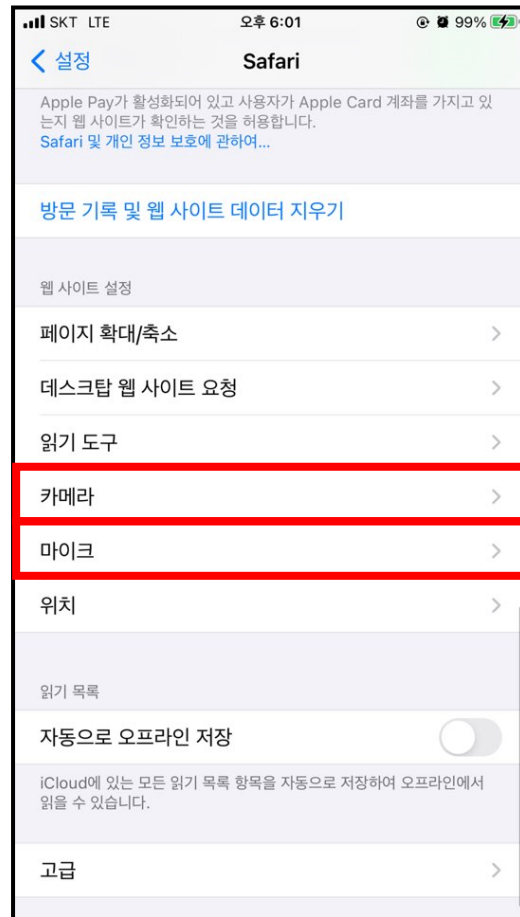 SKT LTE 오후 6:01 99%
설정 Safari
Apple Pay가 활성화되어 있고 사용자가 Apple Card 계좌를 가지고 있
는지 웹 사이트가 확인하는 것을 허용합니다.
Safari 및 개인 정보 보호에 관하여...
방문 기록 및 웹 사이트 데이터 지우기
웹 사이트 설정
페이지 확대/축소
데스크탑 웹 사이트 요청
읽기 도구
카메라
마이크
위치
읽기 목록
자동으로 오프라인 저장
iCloud에 있는 모든 읽기 목록 항목을 자동으로 저장하여 오프라인에서
읽을 수 있습니다.
고급